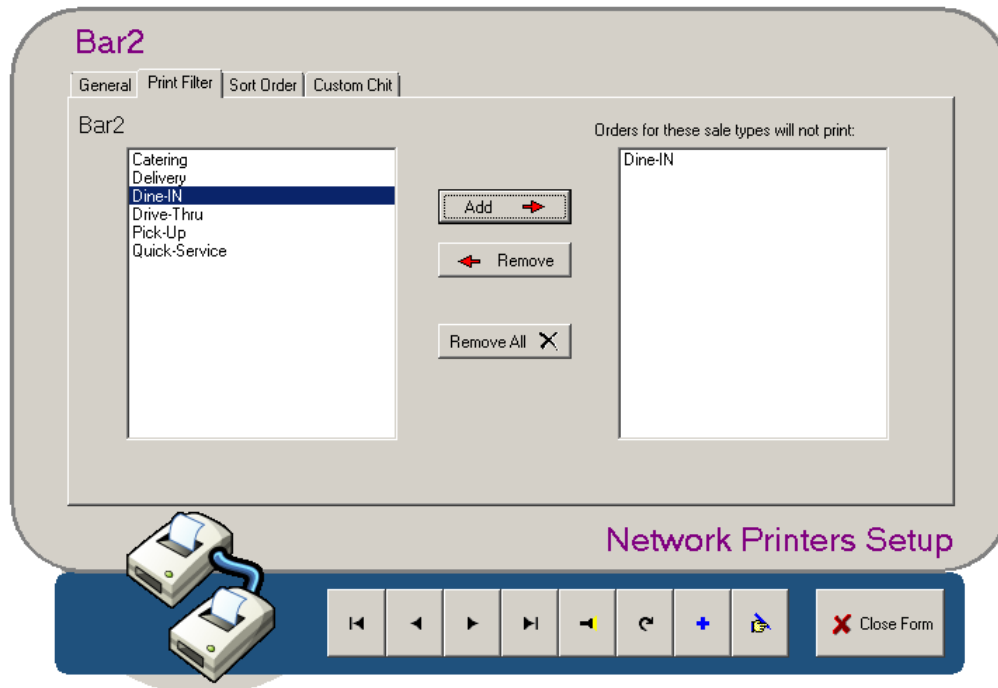 Bar2
General
Print Filter
Sort Order
Custom Chit
Bar2
Orders for these sale types will not print:
Catering
Delivery
Dine-IN
Drive-Thru
Pick-Up
Quick-Service
Add
Remove
Remove All
Dine-IN
Network Printers Setup
Close Form